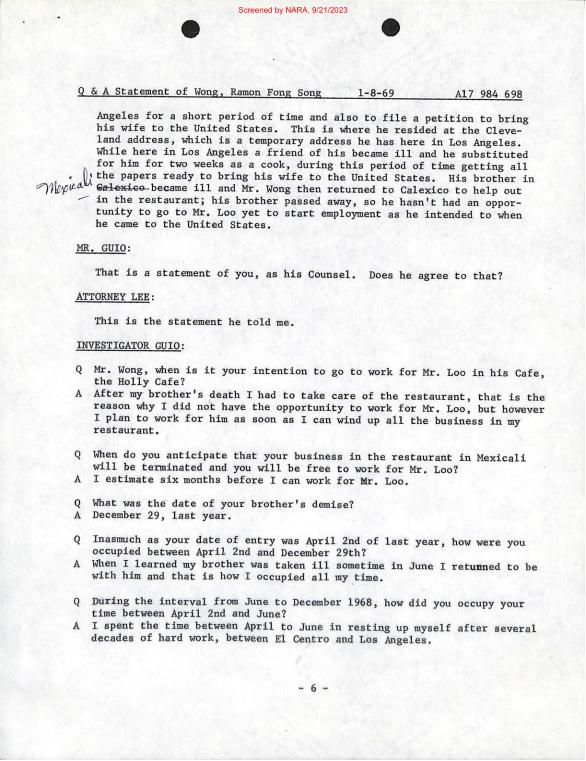 Screened by NARA, 9/21/2023
Q & A Statement of Wong, Ramon Fong Song 1-8-69 A17 984 698
Angeles for a short period of time and also to file a petition to bring
his wife to the United States. This is where he resided at the Cleve-
land address, which is a temporary address he has here in Los Angeles.
While here in Los Angeles a friend of his became ill and he substituted
for him for two weeks as a cook, during this period of time getting all
the papers ready to bring his wife to the United States. His brother in
Mexicali Calexico became ill and Mr. Wong then returned to Calexico to help out
in the restaurant; his brother passed away, so he hasn't had an oppor-
tunity to go to Mr. Loo yet to start employment as he intended to when
he came to the United States.
MR. GUIO:
That is a statement of you, as his Counsel. Does he agree to that?
ATTORNEY LEE:
This is the statement he told me.
INVESTIGATOR GUIO:
Q Mr. Wong, when is it your intention to go to work for Mr. Loo in his Cafe,
the Holly Cafe?
A After my brother's death I had to take care of the restaurant, that is the
reason why I did not have the opportunity to work for Mr. Loo, but however
I plan to work for him as soon as I can wind up all the business in my
restaurant.
Q When do you anticipate that your business in the restaurant in Mexicali
will be terminated and you will be free to work for Mr. Loo?
A I estimate six months before I can work for Mr. Loo.
Q What was the date of your brother's demise?
A December 29, last year.
Q Inasmuch as your date of entry was April 2nd of last year, how were you
occupied between April 2nd and December 29th?
A When I learned my brother was taken ill sometime in June I returned to be
with him and that is how I occupied all my time.
Q During the interval from June to December 1968, how did you occupy your
time between April 2nd and June?
A I spent the time between April to June in resting up myself after several
decades of hard work, between El Centro and Los Angeles.
- 6 -